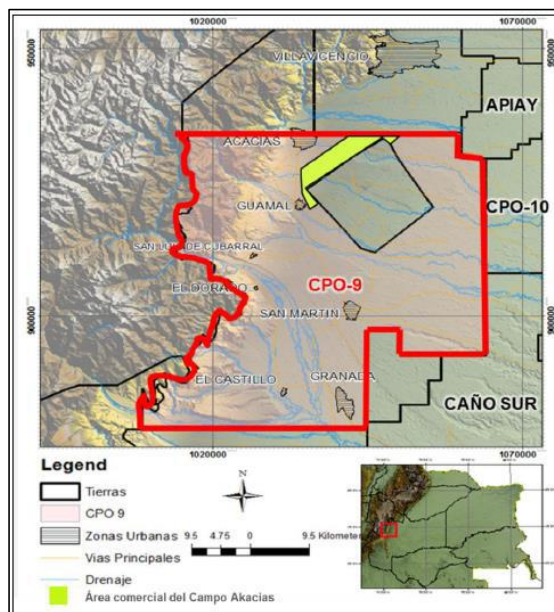 1020000 1070000
950000 950000
VILLAVICENCIO
APIAY
ACACIAS
GUAMAL
CPO-10
SAN JUAN DE CUBARRAL
EL DORADO
CPO-9
900000 900000
SAN MARTIN
EL CASTILLO
GRANADA
CAÑO SUR
1020000 1070000
Legend
Tierras
CPO 9
Zonas Urbanas
Vias Principales
Drenaje
Área comercial del Campo Akacias
N
9.5 4.75 0 9.5 Kilometer